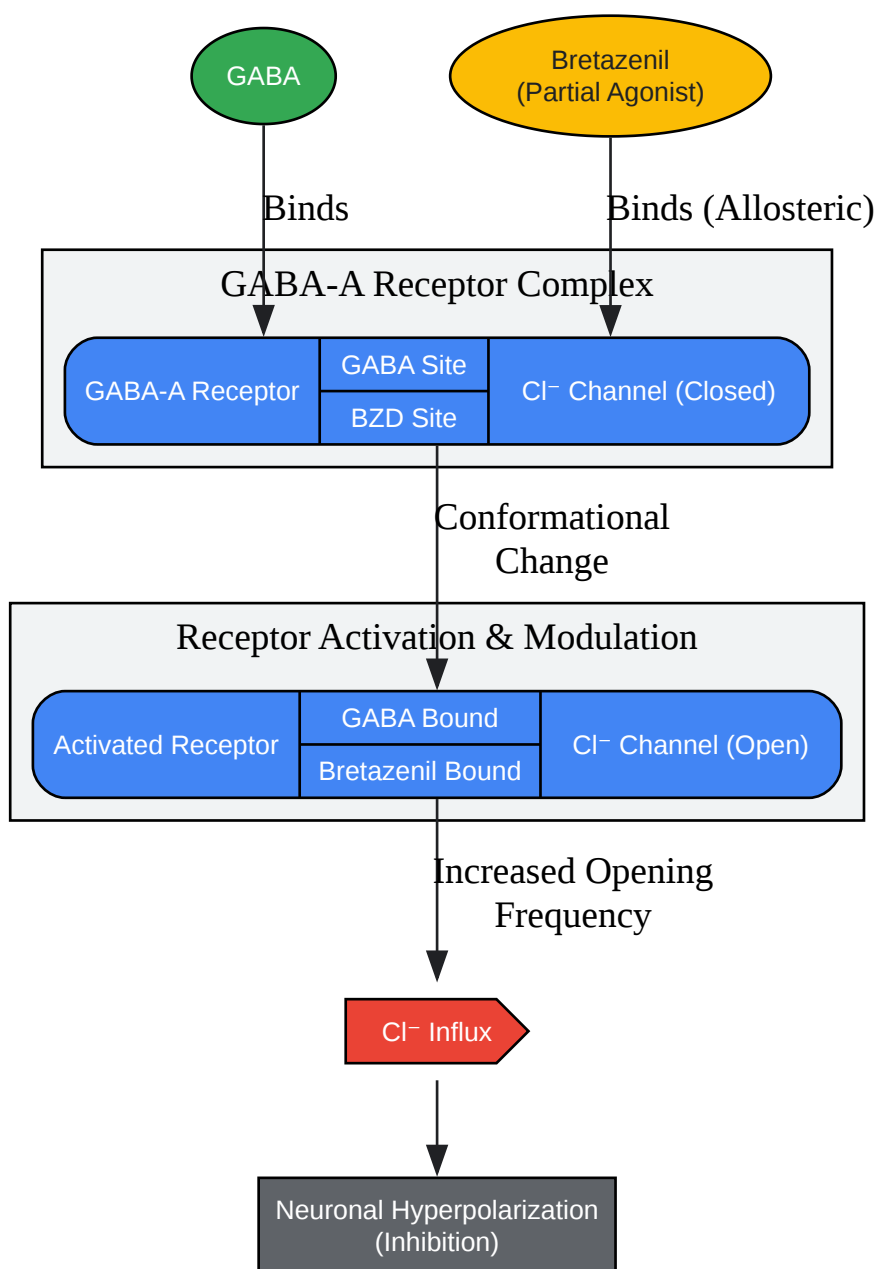 GABA
Bretazenil
(Partial Agonist)
Binds
Binds (Allosteric)
GABA-A Receptor Complex
GABA-A Receptor
GABA Site
BZD Site
Cl⁻ Channel (Closed)
Conformational
Change
Receptor Activation & Modulation
Activated Receptor
GABA Bound
Bretazenil Bound
Cl⁻ Channel (Open)
Increased Opening
Frequency
Cl⁻ Influx
Neuronal Hyperpolarization
(Inhibition)